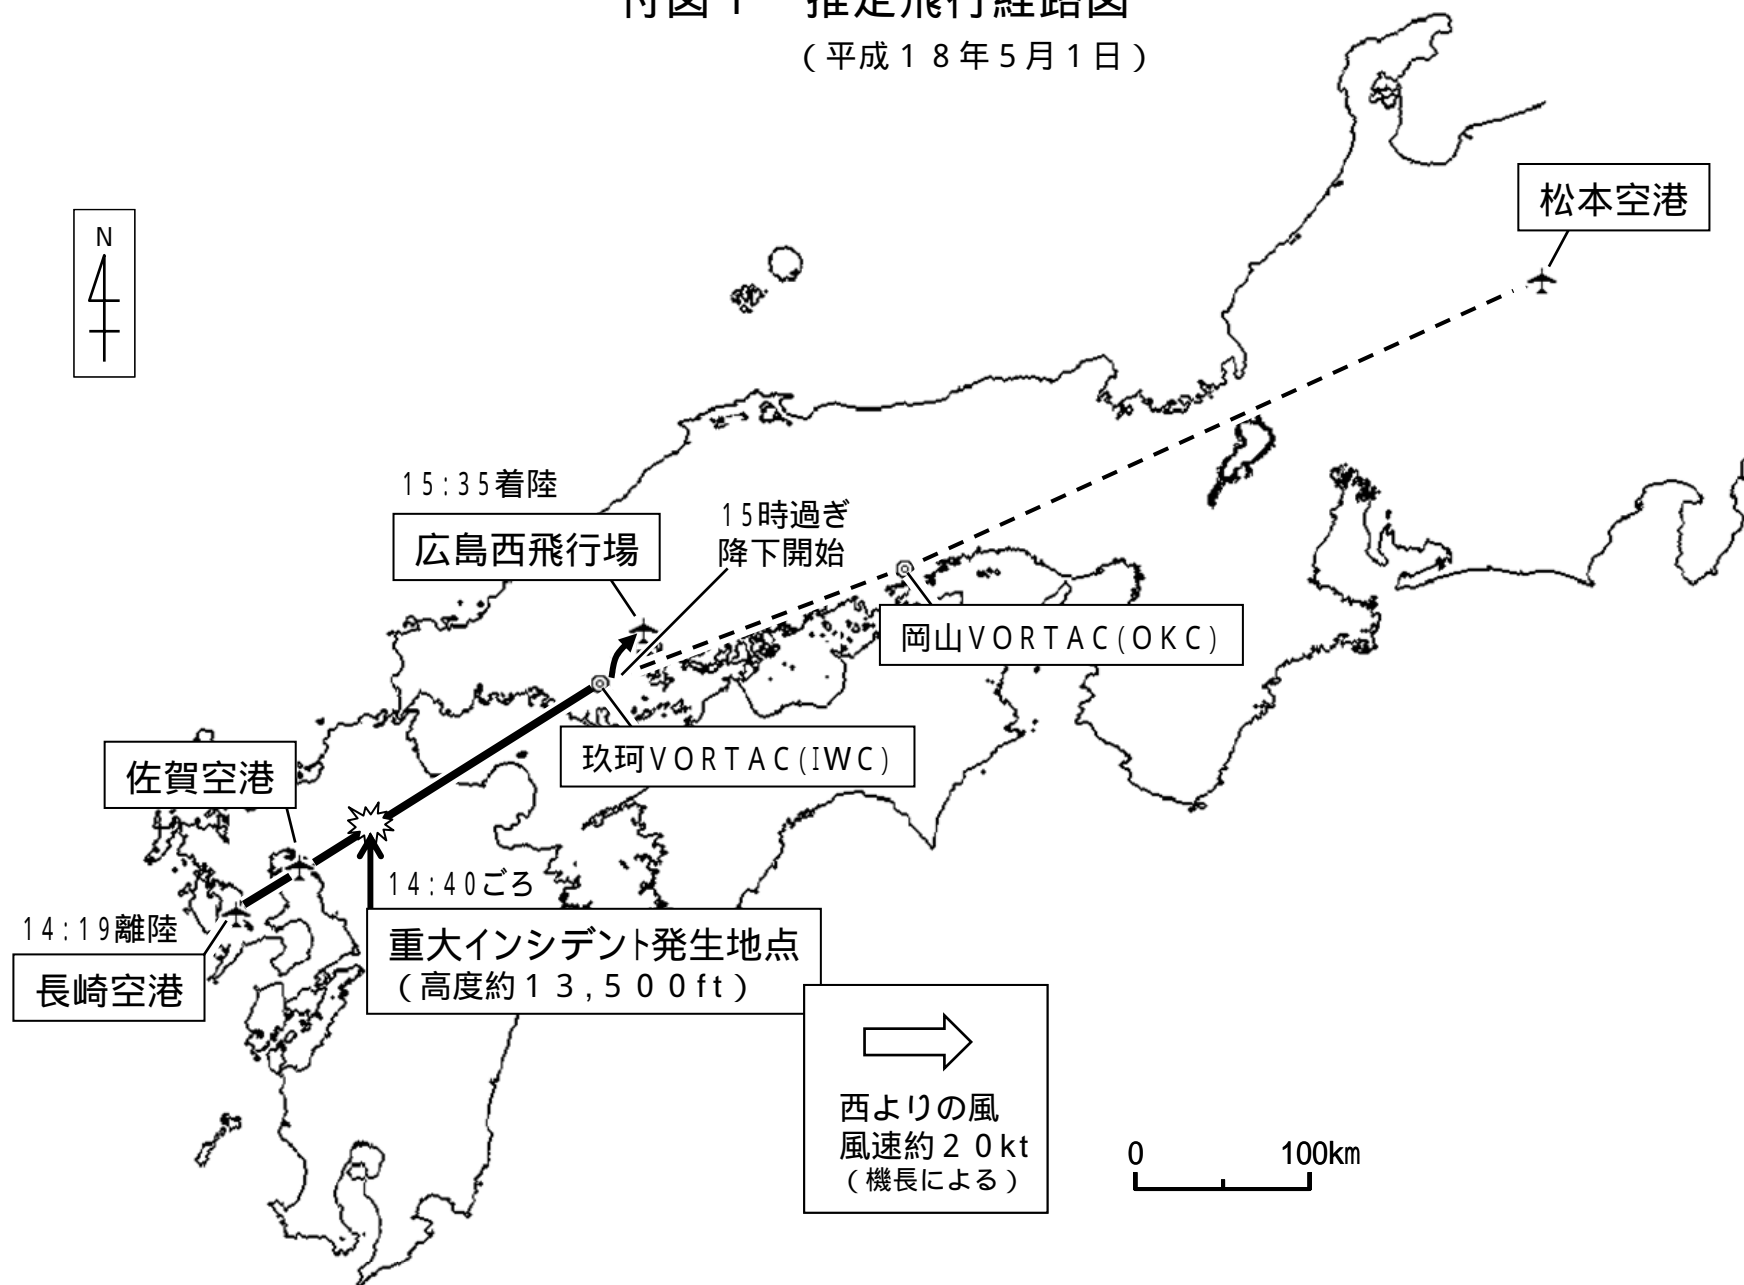 付図１　推定飛行経路図
（平成１８年５月１日）
松本空港
N
15:35着陸
広島西飛行場
15時過ぎ
降下開始
岡山VORTAC(OKC)
玖珂VORTAC(IWC)
佐賀空港
14:40ごろ
重大インシデント発生地点
（高度約１３,５００ft）
14:19離陸
長崎空港
西よりの風
風速約２０kt
（機長による）
0
100km